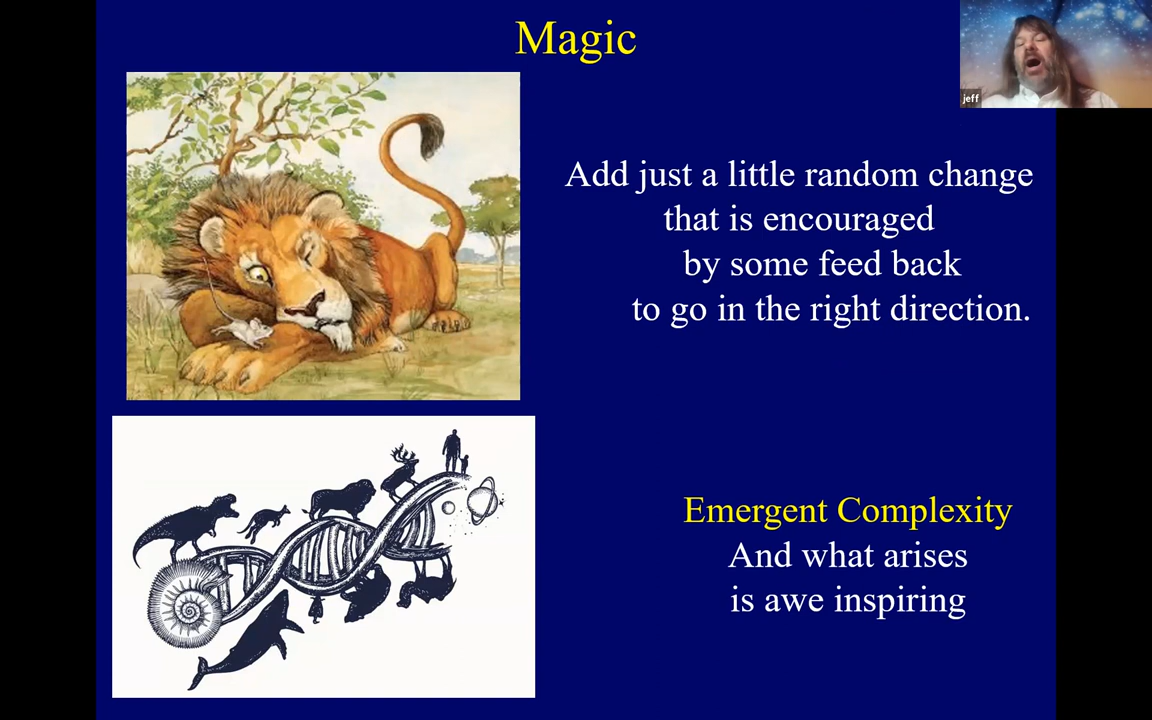 Magic
jeff
Add just a little random change
that is encouraged
by some feed back
to go in the right direction.
Emergent Complexity
And what arises
is awe inspiring